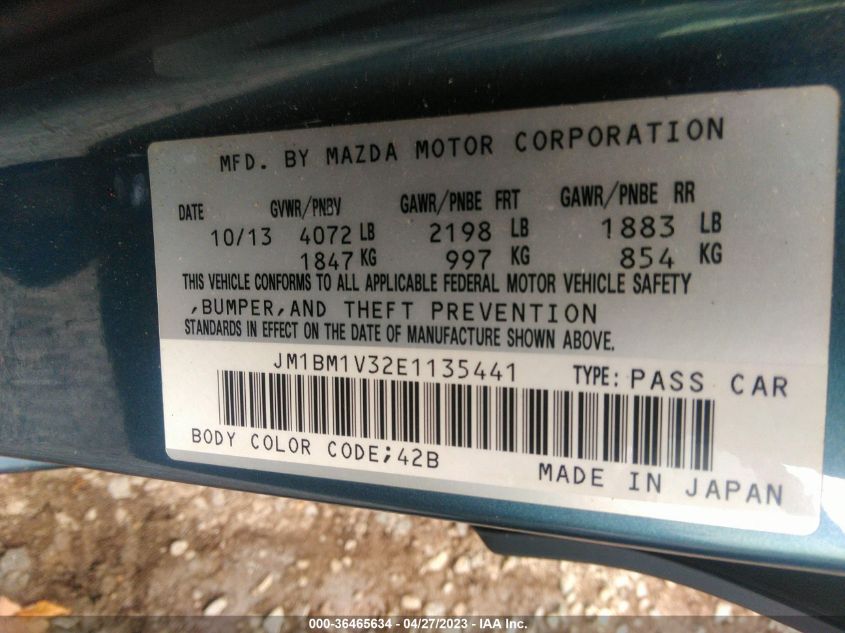 MFD. BY MAZDA MOTOR CORPORATION
DATE GVWR/PNBV GAWR/PNBE FRT GAWR/PNBE RR
10/13 4072 LB 2198 LB 1883 LB
1847 KG 997 KG 854 KG
THIS VEHICLE CONFORMS TO ALL APPLICABLE FEDERAL MOTOR VEHICLE SAFETY
,BUMPER,AND THEFT PREVENTION
STANDARDS IN EFFECT ON THE DATE OF MANUFACTURE SHOWN ABOVE.
JM1BM1V32E1135441 TYPE: PASS CAR
BODY COLOR CODE;42B
MADE IN JAPAN
000-36465634 - 04/27/2023 - IAA Inc.